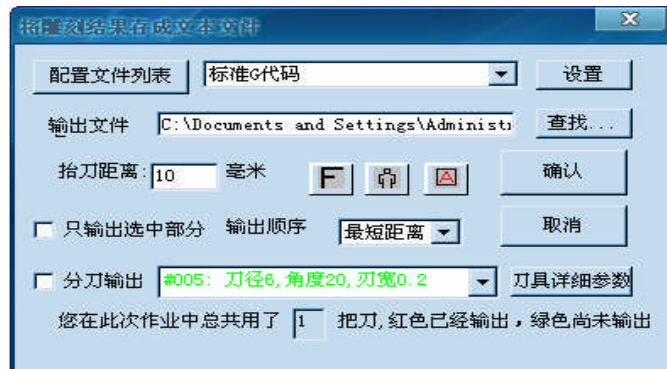 将雕刻结果存成文本文件
配置文件列表 标准G代码 设置
输出文件 C:\Documents and Settings\Administr 查找...
抬刀距离: 10 毫米 F A 确认
只输出选中部分 输出顺序 最短距离 取消
分刀输出 #005: 刀径6,角度20,刃宽0.2 刀具详细参数
您在此次作业中总共用了 1 把刀,红色已经输出,绿色尚未输出